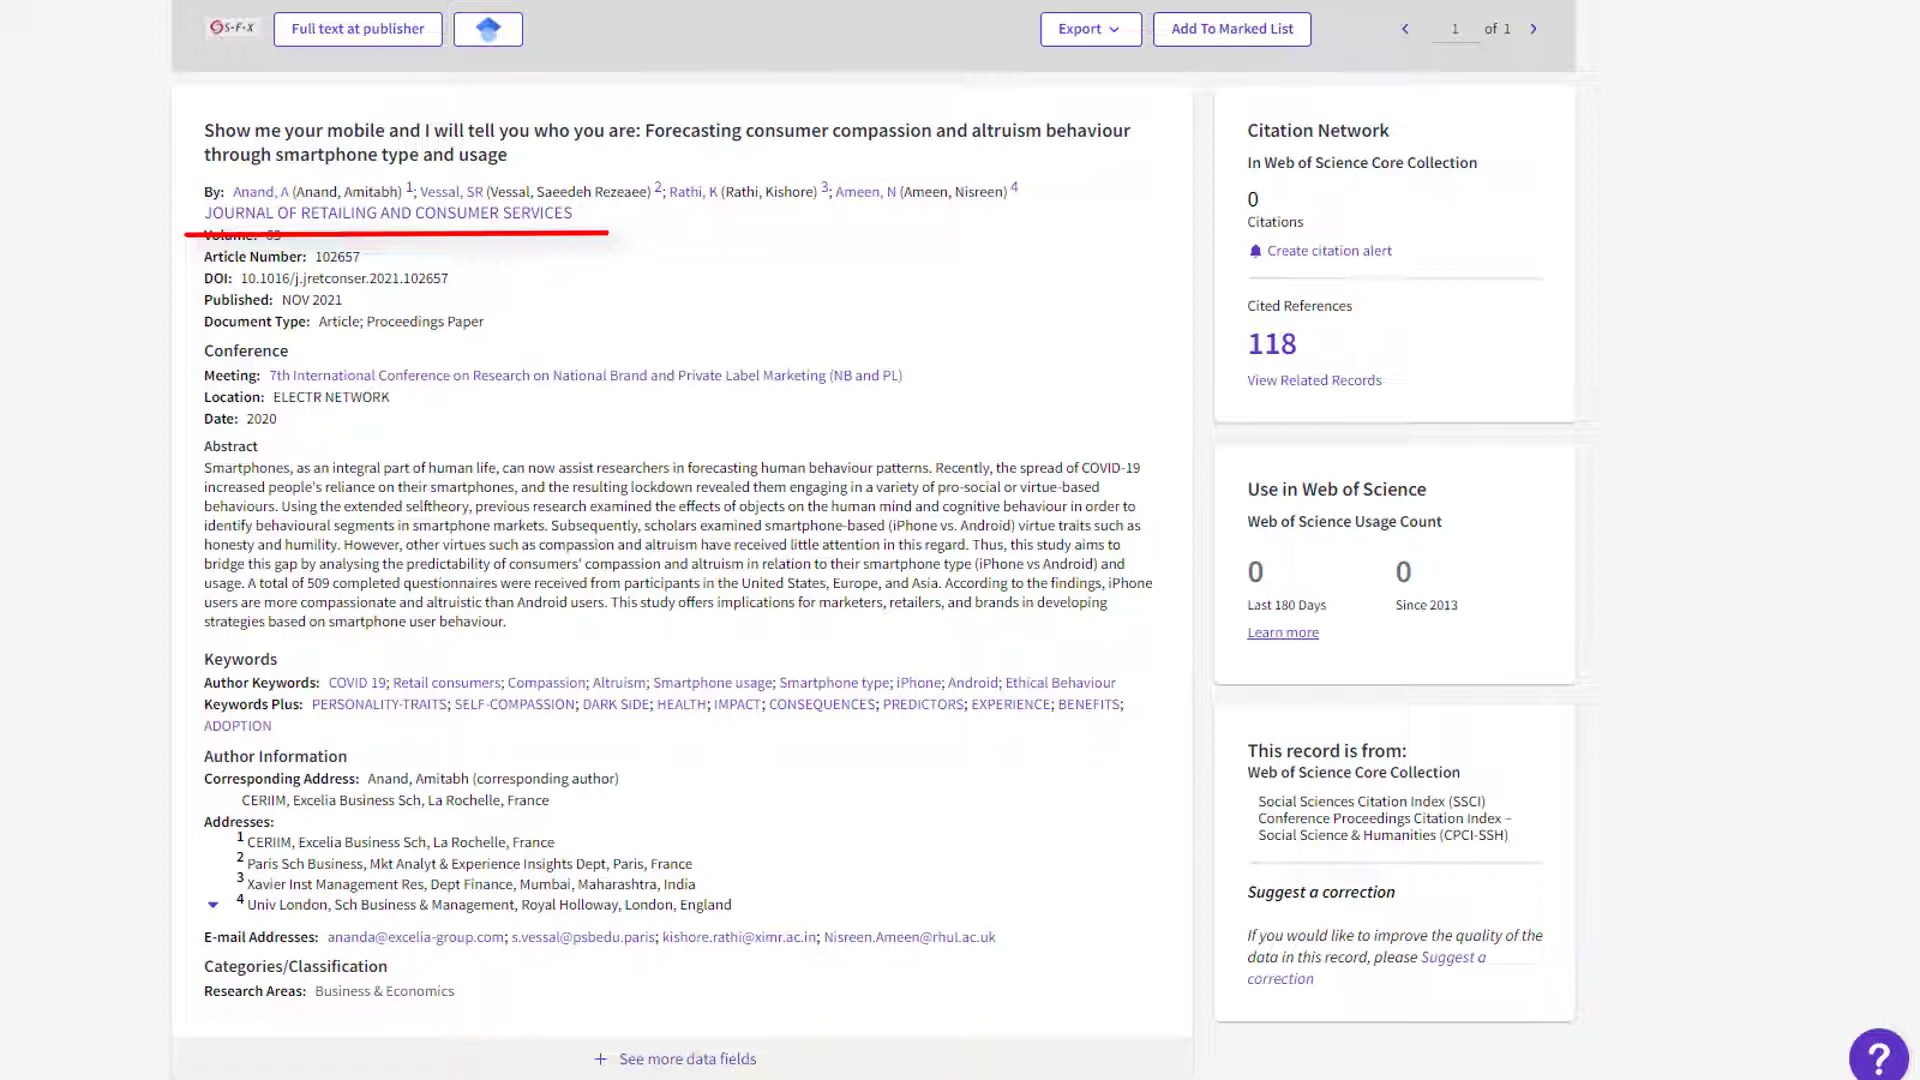 S·F·X Full text at publisher Export Add To Marked List 1 of 1
Show me your mobile and I will tell you who you are: Forecasting consumer compassion and altruism behaviour
through smartphone type and usage
By: Anand, A (Anand, Amitabh) 1; Vessal, SR (Vessal, Saeedeh Rezeaee) 2; Rathi, K (Rathi, Kishore) 3; Ameen, N (Ameen, Nisreen) 4
JOURNAL OF RETAILING AND CONSUMER SERVICES
Volume: 63
Article Number: 102657
DOI: 10.1016/j.jretconser.2021.102657
Published: NOV 2021
Document Type: Article; Proceedings Paper
Conference
Meeting: 7th International Conference on Research on National Brand and Private Label Marketing (NB and PL)
Location: ELECTR NETWORK
Date: 2020
Abstract
Smartphones, as an integral part of human life, can now assist researchers in forecasting human behaviour patterns. Recently, the spread of COVID-19
increased people's reliance on their smartphones, and the resulting lockdown revealed them engaging in a variety of pro-social or virtue-based
behaviours. Using the extended selftheory, previous research examined the effects of objects on the human mind and cognitive behaviour in order to
identify behavioural segments in smartphone markets. Subsequently, scholars examined smartphone-based (iPhone vs. Android) virtue traits such as
honesty and humility. However, other virtues such as compassion and altruism have received little attention in this regard. Thus, this study aims to
bridge this gap by analysing the predictability of consumers' compassion and altruism in relation to their smartphone type (iPhone vs Android) and
usage. A total of 509 completed questionnaires were received from participants in the United States, Europe, and Asia. According to the findings, iPhone
users are more compassionate and altruistic than Android users. This study offers implications for marketers, retailers, and brands in developing
strategies based on smartphone user behaviour.
Keywords
Author Keywords: COVID 19; Retail consumers; Compassion; Altruism; Smartphone usage; Smartphone type; iPhone; Android; Ethical Behaviour
Keywords Plus: PERSONALITY-TRAITS; SELF-COMPASSION; DARK SIDE; HEALTH; IMPACT; CONSEQUENCES; PREDICTORS; EXPERIENCE; BENEFITS;
ADOPTION
Author Information
Corresponding Address: Anand, Amitabh (corresponding author)
CERIIM, Excelia Business Sch, La Rochelle, France
Addresses:
1 CERIIM, Excelia Business Sch, La Rochelle, France
2 Paris Sch Business, Mkt Analyt & Experience Insights Dept, Paris, France
3 Xavier Inst Management Res, Dept Finance, Mumbai, Maharashtra, India
4 Univ London, Sch Business & Management, Royal Holloway, London, England
E-mail Addresses: ananda@excelia-group.com; s.vessal@psbedu.paris; kishore.rathi@ximr.ac.in; Nisreen.Ameen@rhul.ac.uk
Categories/Classification
Research Areas: Business & Economics
+ See more data fields
Citation Network
In Web of Science Core Collection
0
Citations
Create citation alert
Cited References
118
View Related Records
Use in Web of Science
Web of Science Usage Count
0 0
Last 180 Days Since 2013
Learn more
This record is from:
Web of Science Core Collection
Social Sciences Citation Index (SSCI)
Conference Proceedings Citation Index –
Social Science & Humanities (CPCI-SSH)
Suggest a correction
If you would like to improve the quality of the
data in this record, please Suggest a
correction
?